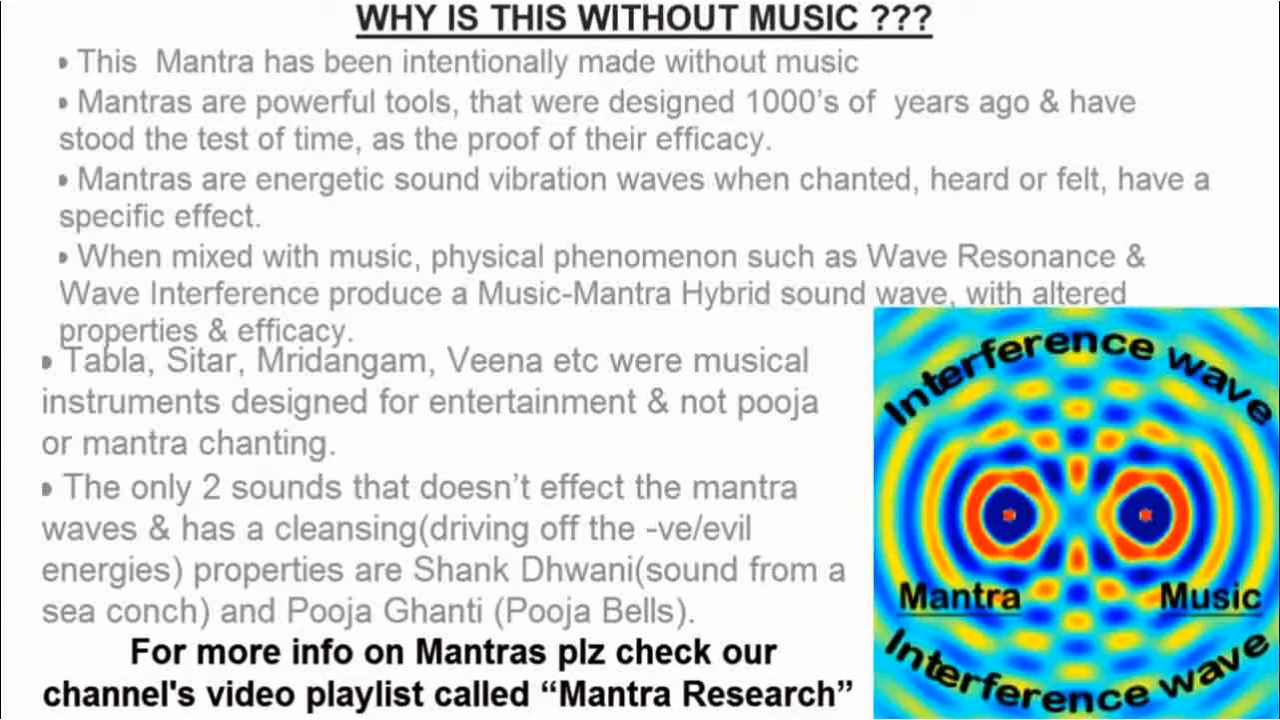 WHY IS THIS WITHOUT MUSIC ???
• This  Mantra has been intentionally made without music
• Mantras are powerful tools, that were designed 1000's of  years ago & have
stood the test of time, as the proof of their efficacy.
• Mantras are energetic sound vibration waves when chanted, heard or felt, have a
specific effect.
• When mixed with music, physical phenomenon such as Wave Resonance &
Wave Interference produce a Music-Mantra Hybrid sound wave, with altered
properties & efficacy.
• Tabla, Sitar, Mridangam, Veena etc were musical
instruments designed for entertainment & not pooja
or mantra chanting.
• The only 2 sounds that doesn't effect the mantra
waves & has a cleansing(driving off the -ve/evil
energies) properties are Shank Dhwani(sound from a
sea conch) and Pooja Ghanti (Pooja Bells).
For more info on Mantras plz check our
channel's video playlist called “Mantra Research”
Interference wave
Mantra
Music
Interference wave